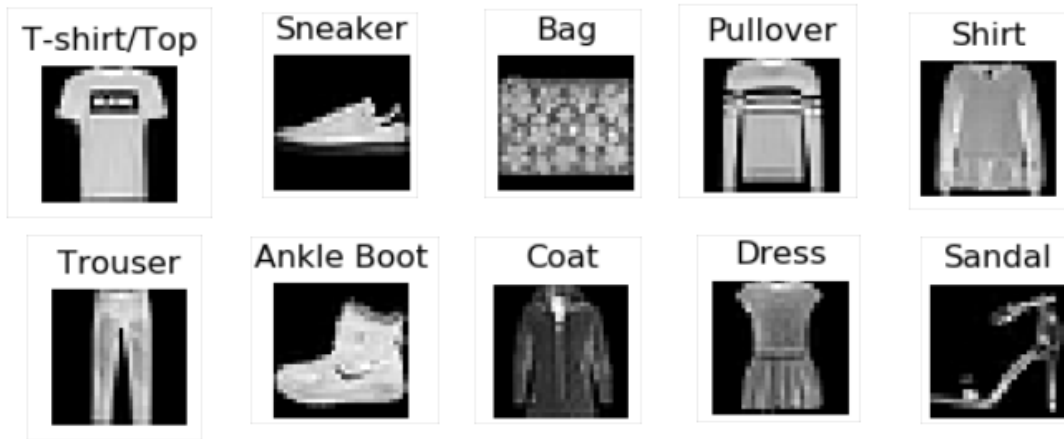 T-shirt/Top
Sneaker
Bag
Pullover
Shirt
Trouser
Ankle Boot
Coat
Dress
Sandal